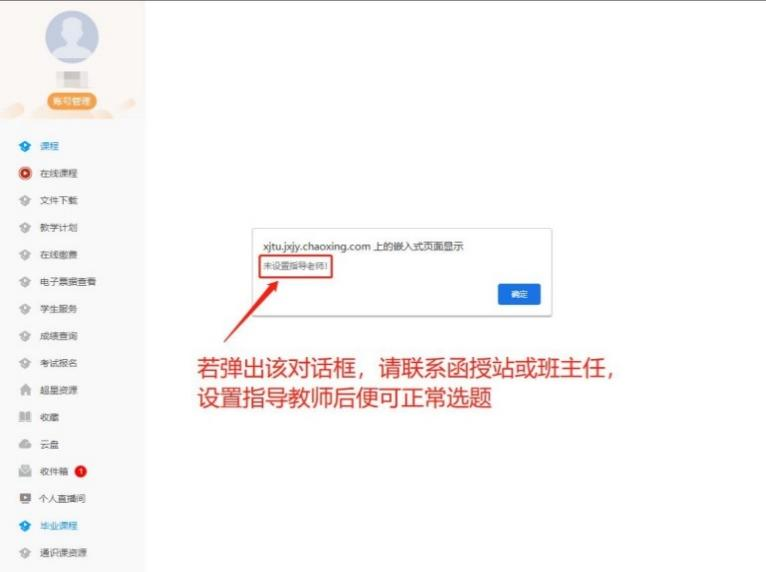 账号管理
课程
在线课程
文件下载
教学计划
在线缴费
电子票据查看
学生服务
成绩查询
考试报名
超星资源
收藏
云盘
收件箱 1
个人直播间
毕业课程
通识课资源
xjtu.jxjy.chaoxing.com 上的嵌入式页面显示
未设置指导老师!
确定
若弹出该对话框，请联系函授站或班主任，
设置指导教师后便可正常选题